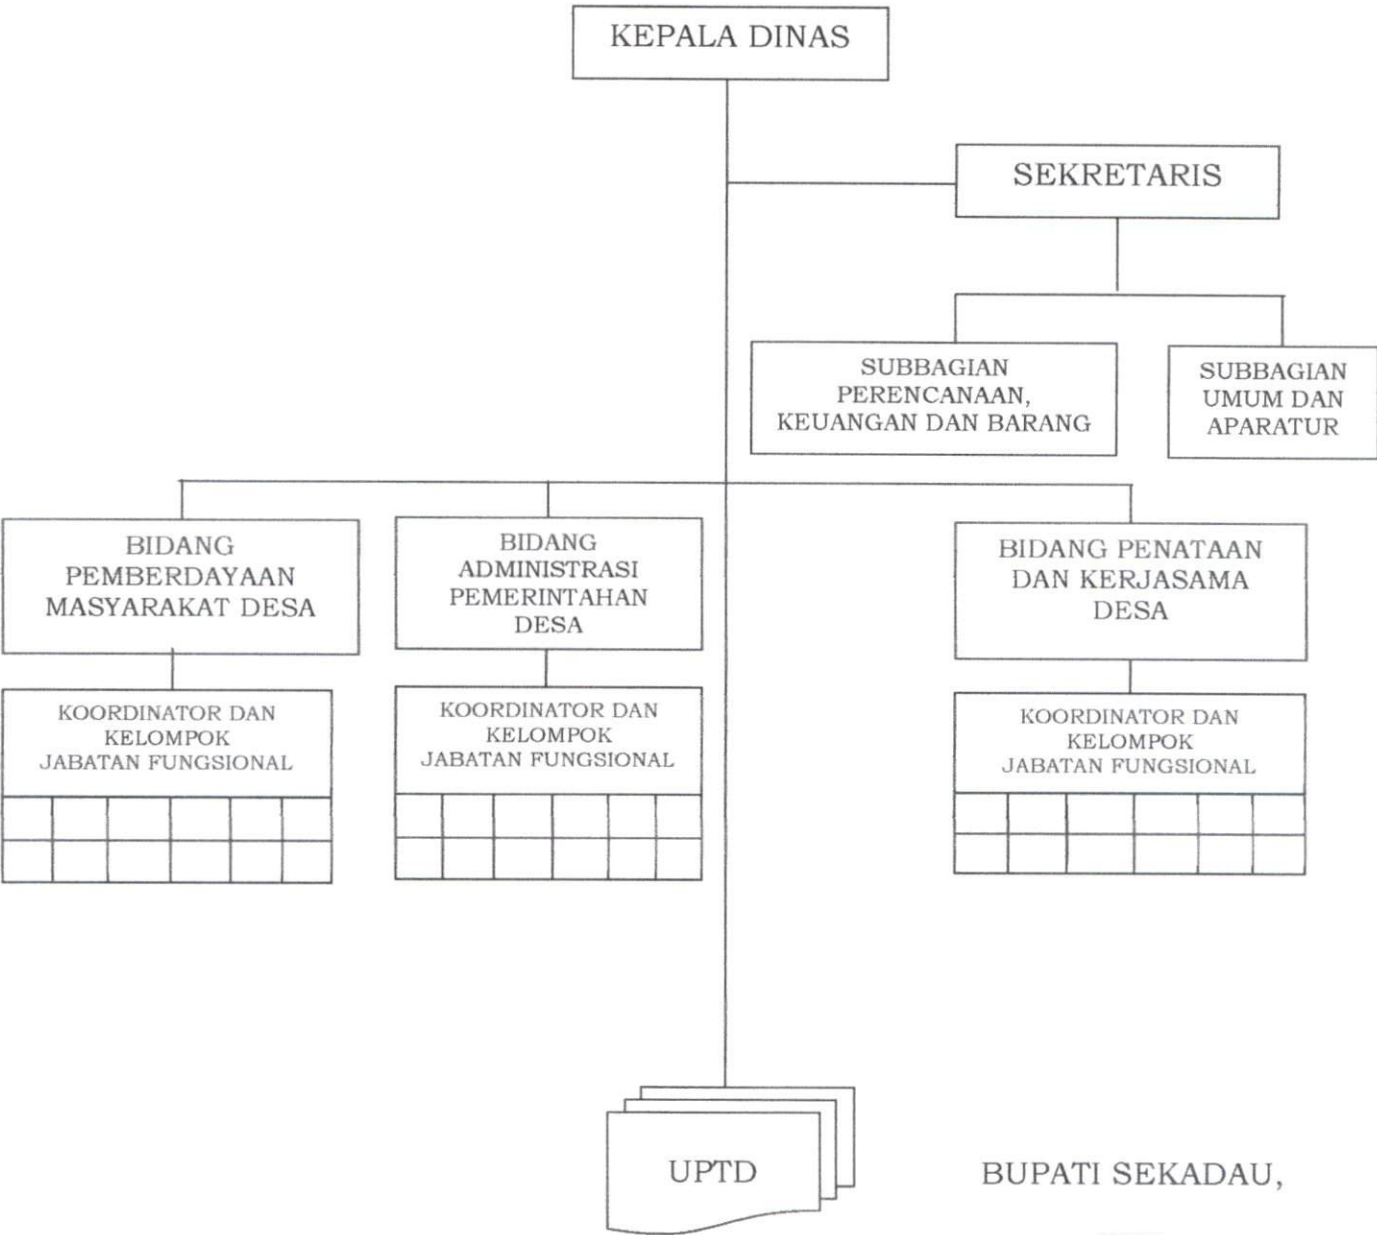 KEPALA DINAS
SEKRETARIS
SUBBAGIAN
PERENCANAAN,
KEUANGAN DAN BARANG
SUBBAGIAN
UMUM DAN
APARATUR
BIDANG
PEMBERDAYAAN
MASYARAKAT DESA
BIDANG
ADMINISTRASI
PEMERINTAHAN
DESA
BIDANG PENATAAN
DAN KERJASAMA
DESA
KOORDINATOR DAN
KELOMPOK
JABATAN FUNGSIONAL
KOORDINATOR DAN
KELOMPOK
JABATAN FUNGSIONAL
KOORDINATOR DAN
KELOMPOK
JABATAN FUNGSIONAL
UPTD
BUPATI SEKADAU,